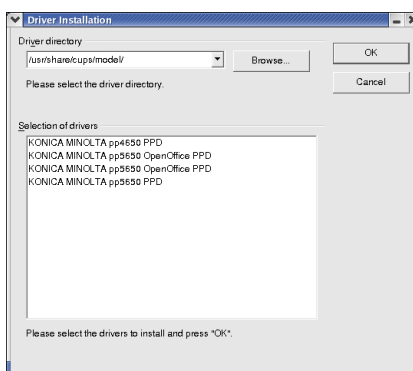 Driver Installation
Driver directory
/usr/share/cups/model/
Browse...
OK
Cancel
Please select the driver directory.
Selection of drivers
KONICA MINOLTA pp4650 PPD
KONICA MINOLTA pp5650 OpenOffice PPD
KONICA MINOLTA pp5650 OpenOffice PPD
KONICA MINOLTA pp5650 PPD
Please select the drivers to install and press "OK".